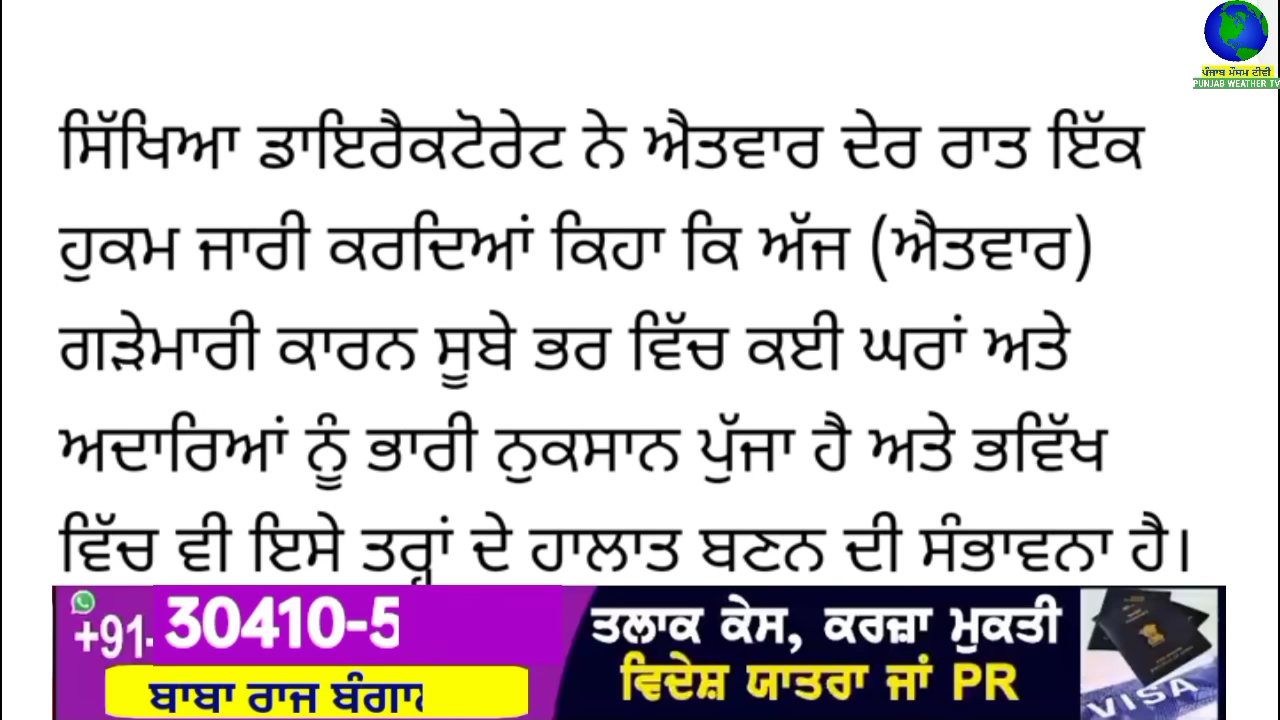 ਪੰਜਾਬ ਮੌਸਮ ਟੀਵੀ
PUNJAB WEATHER TV
ਸਿੱਖਿਆ ਡਾਇਰੈਕਟੋਰੇਟ ਨੇ ਐਤਵਾਰ ਦੇਰ ਰਾਤ ਇੱਕ
ਹੁਕਮ ਜਾਰੀ ਕਰਦਿਆਂ ਕਿਹਾ ਕਿ ਅੱਜ (ਐਤਵਾਰ)
ਗੜੇਮਾਰੀ ਕਾਰਨ ਸੂਬੇ ਭਰ ਵਿੱਚ ਕਈ ਘਰਾਂ ਅਤੇ
ਅਦਾਰਿਆਂ ਨੂੰ ਭਾਰੀ ਨੁਕਸਾਨ ਪੁੱਜਾ ਹੈ ਅਤੇ ਭਵਿੱਖ
ਵਿੱਚ ਵੀ ਇਸੇ ਤਰ੍ਹਾਂ ਦੇ ਹਾਲਾਤ ਬਣਨ ਦੀ ਸੰਭਾਵਨਾ ਹੈ।
+91. 30410-5
ਬਾਬਾ ਰਾਜ
ਤਲਾਕ ਕੇਸ, ਕਰਜ਼ਾ ਮੁਕਤੀ
ਵਿਦੇਸ਼ ਯਾਤਰਾ ਜਾਂ PR
VISA